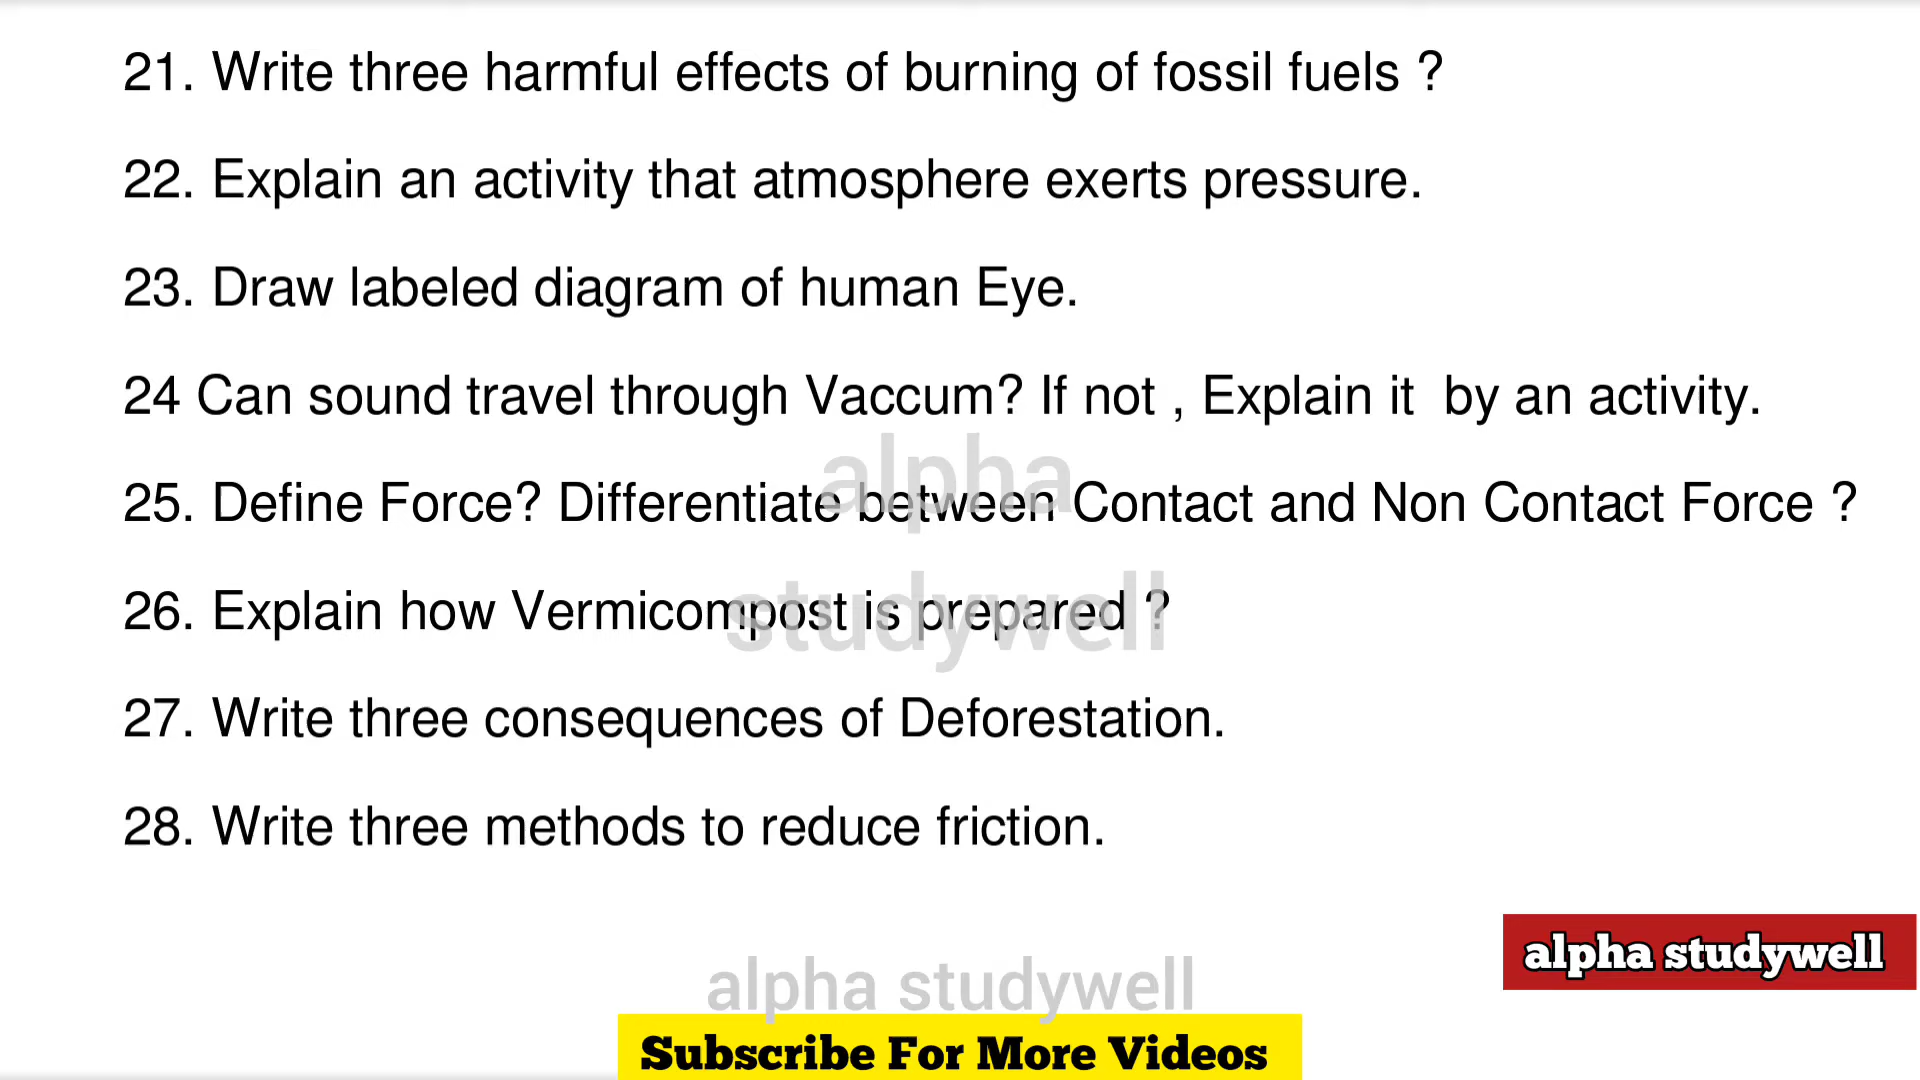 21. Write three harmful effects of burning of fossil fuels ?
22. Explain an activity that atmosphere exerts pressure.
23. Draw labeled diagram of human Eye.
24 Can sound travel through Vaccum? If not , Explain it  by an activity.
alpha
25. Define Force? Differentiate between Contact and Non Contact Force ?
studywell
26. Explain how Vermicompost is prepared ?
27. Write three consequences of Deforestation.
28. Write three methods to reduce friction.
alpha studywell
alpha studywell
Subscribe For More Videos